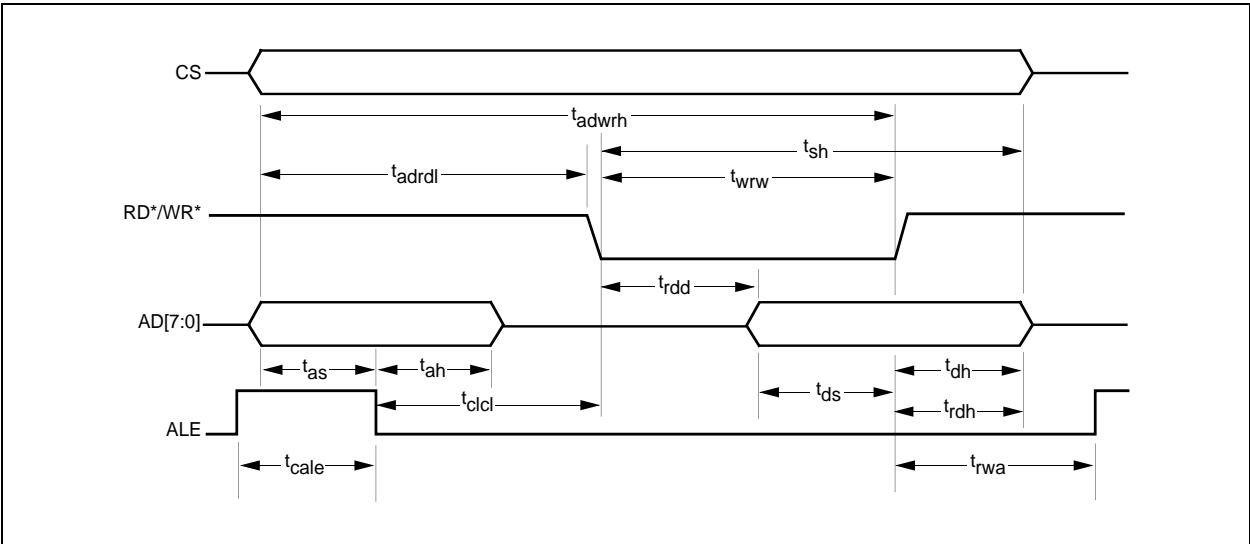 CS
tadwrh
tsh
tadrdl
twrw
RD*/WR*
trdd
AD[7:0]
tas
tah
tdh
tclcl
tds
trdh
ALE
tcale
trwa